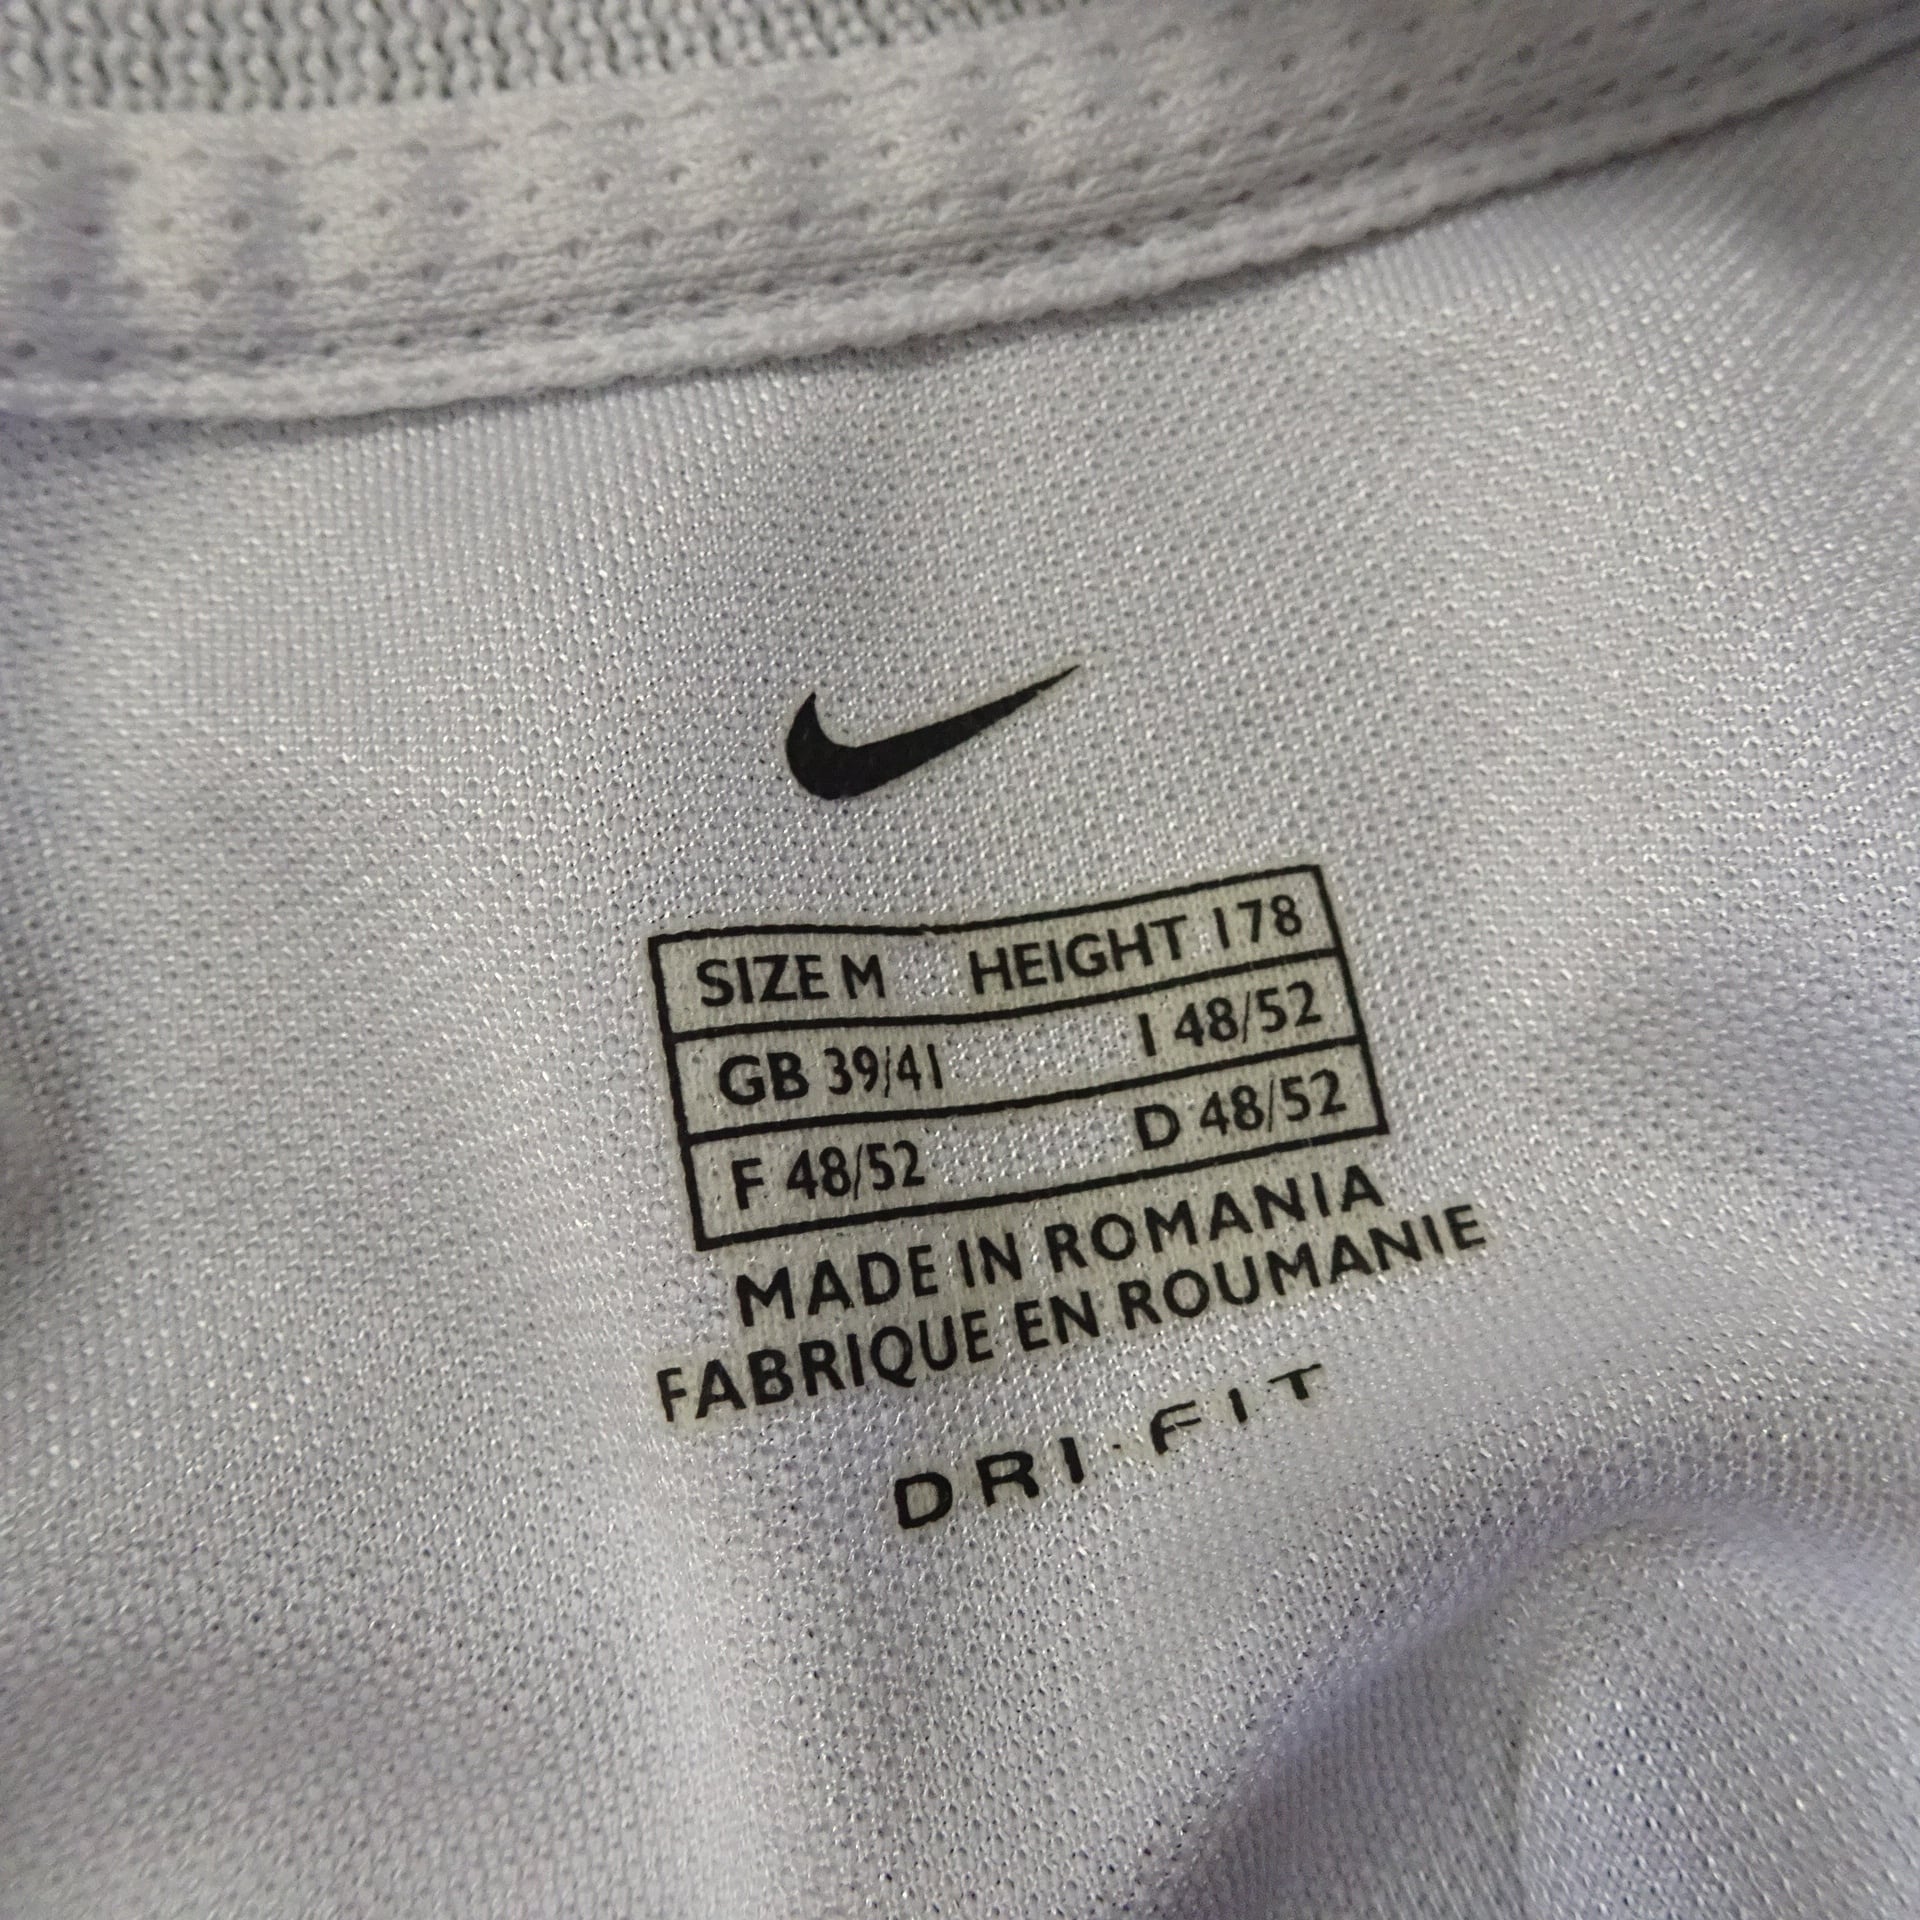 SIZE M HEIGHT 178
GB 39/41 I 48/52
F 48/52 D 48/52
MADE IN ROMANIA
FABRIQUE EN ROUMANIE
DRI-FIT